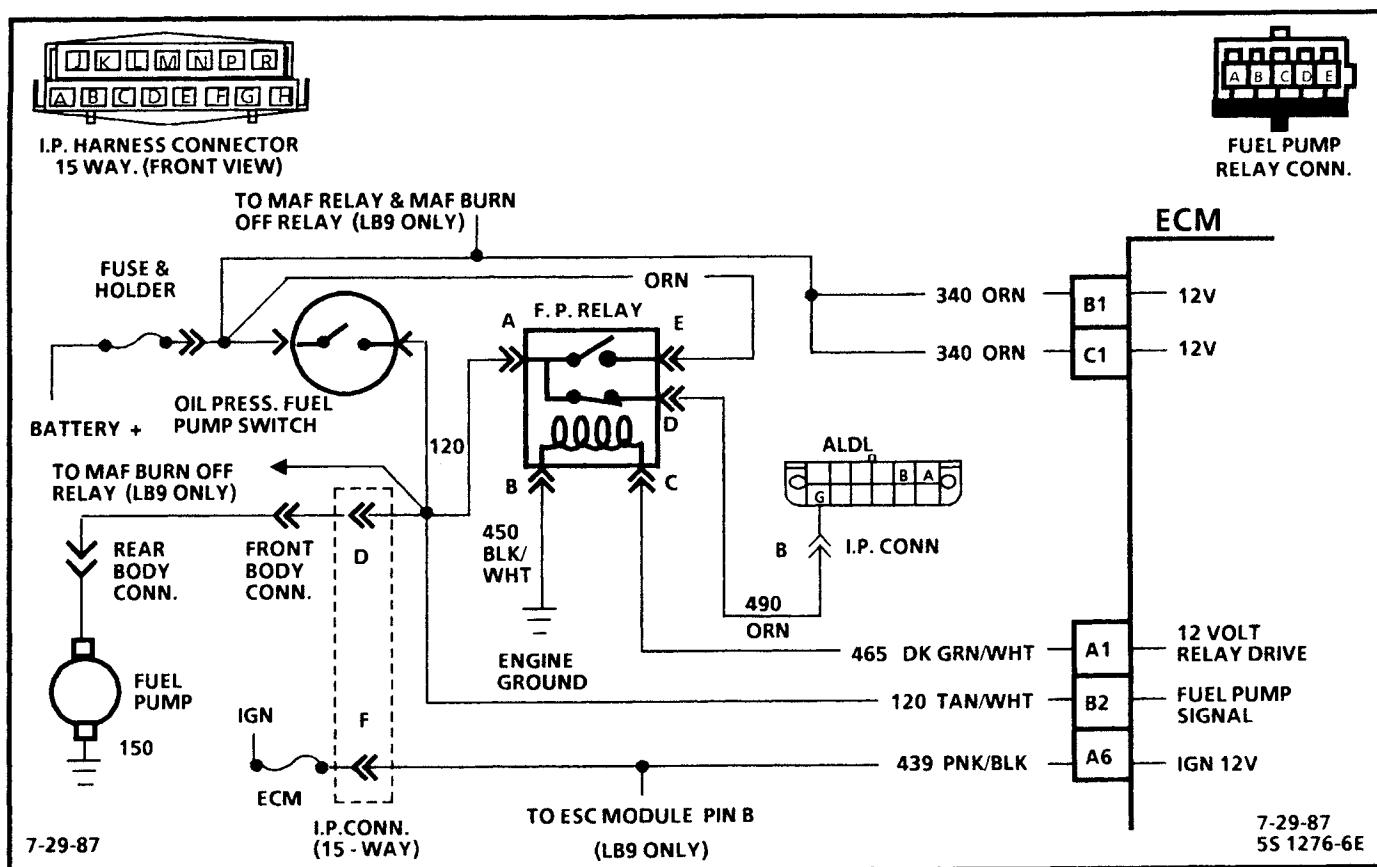 J K L M N P R
A B C D E F G H
I.P. HARNESS CONNECTOR
15 WAY. (FRONT VIEW)
A B C D E
FUEL PUMP
RELAY CONN.
TO MAF RELAY & MAF BURN
OFF RELAY (LB9 ONLY)
ECM
FUSE &
HOLDER
ORN
340 ORN
B1
12V
F. P. RELAY
A
E
340 ORN
C1
12V
BATTERY +
OIL PRESS. FUEL
PUMP SWITCH
D
120
ALDL
B A
G
TO MAF BURN OFF
RELAY (LB9 ONLY)
B
C
REAR
BODY
CONN.
FRONT
BODY
CONN.
D
450
BLK/
WHT
B
I.P. CONN
490
ORN
ENGINE
GROUND
465 DK GRN/WHT
A1
12 VOLT
RELAY DRIVE
FUEL
PUMP
150
120 TAN/WHT
B2
FUEL PUMP
SIGNAL
IGN
F
439 PNK/BLK
A6
IGN 12V
ECM
TO ESC MODULE PIN B
(LB9 ONLY)
I.P.CONN.
(15 - WAY)
7-29-87
7-29-87
5S 1276-6E